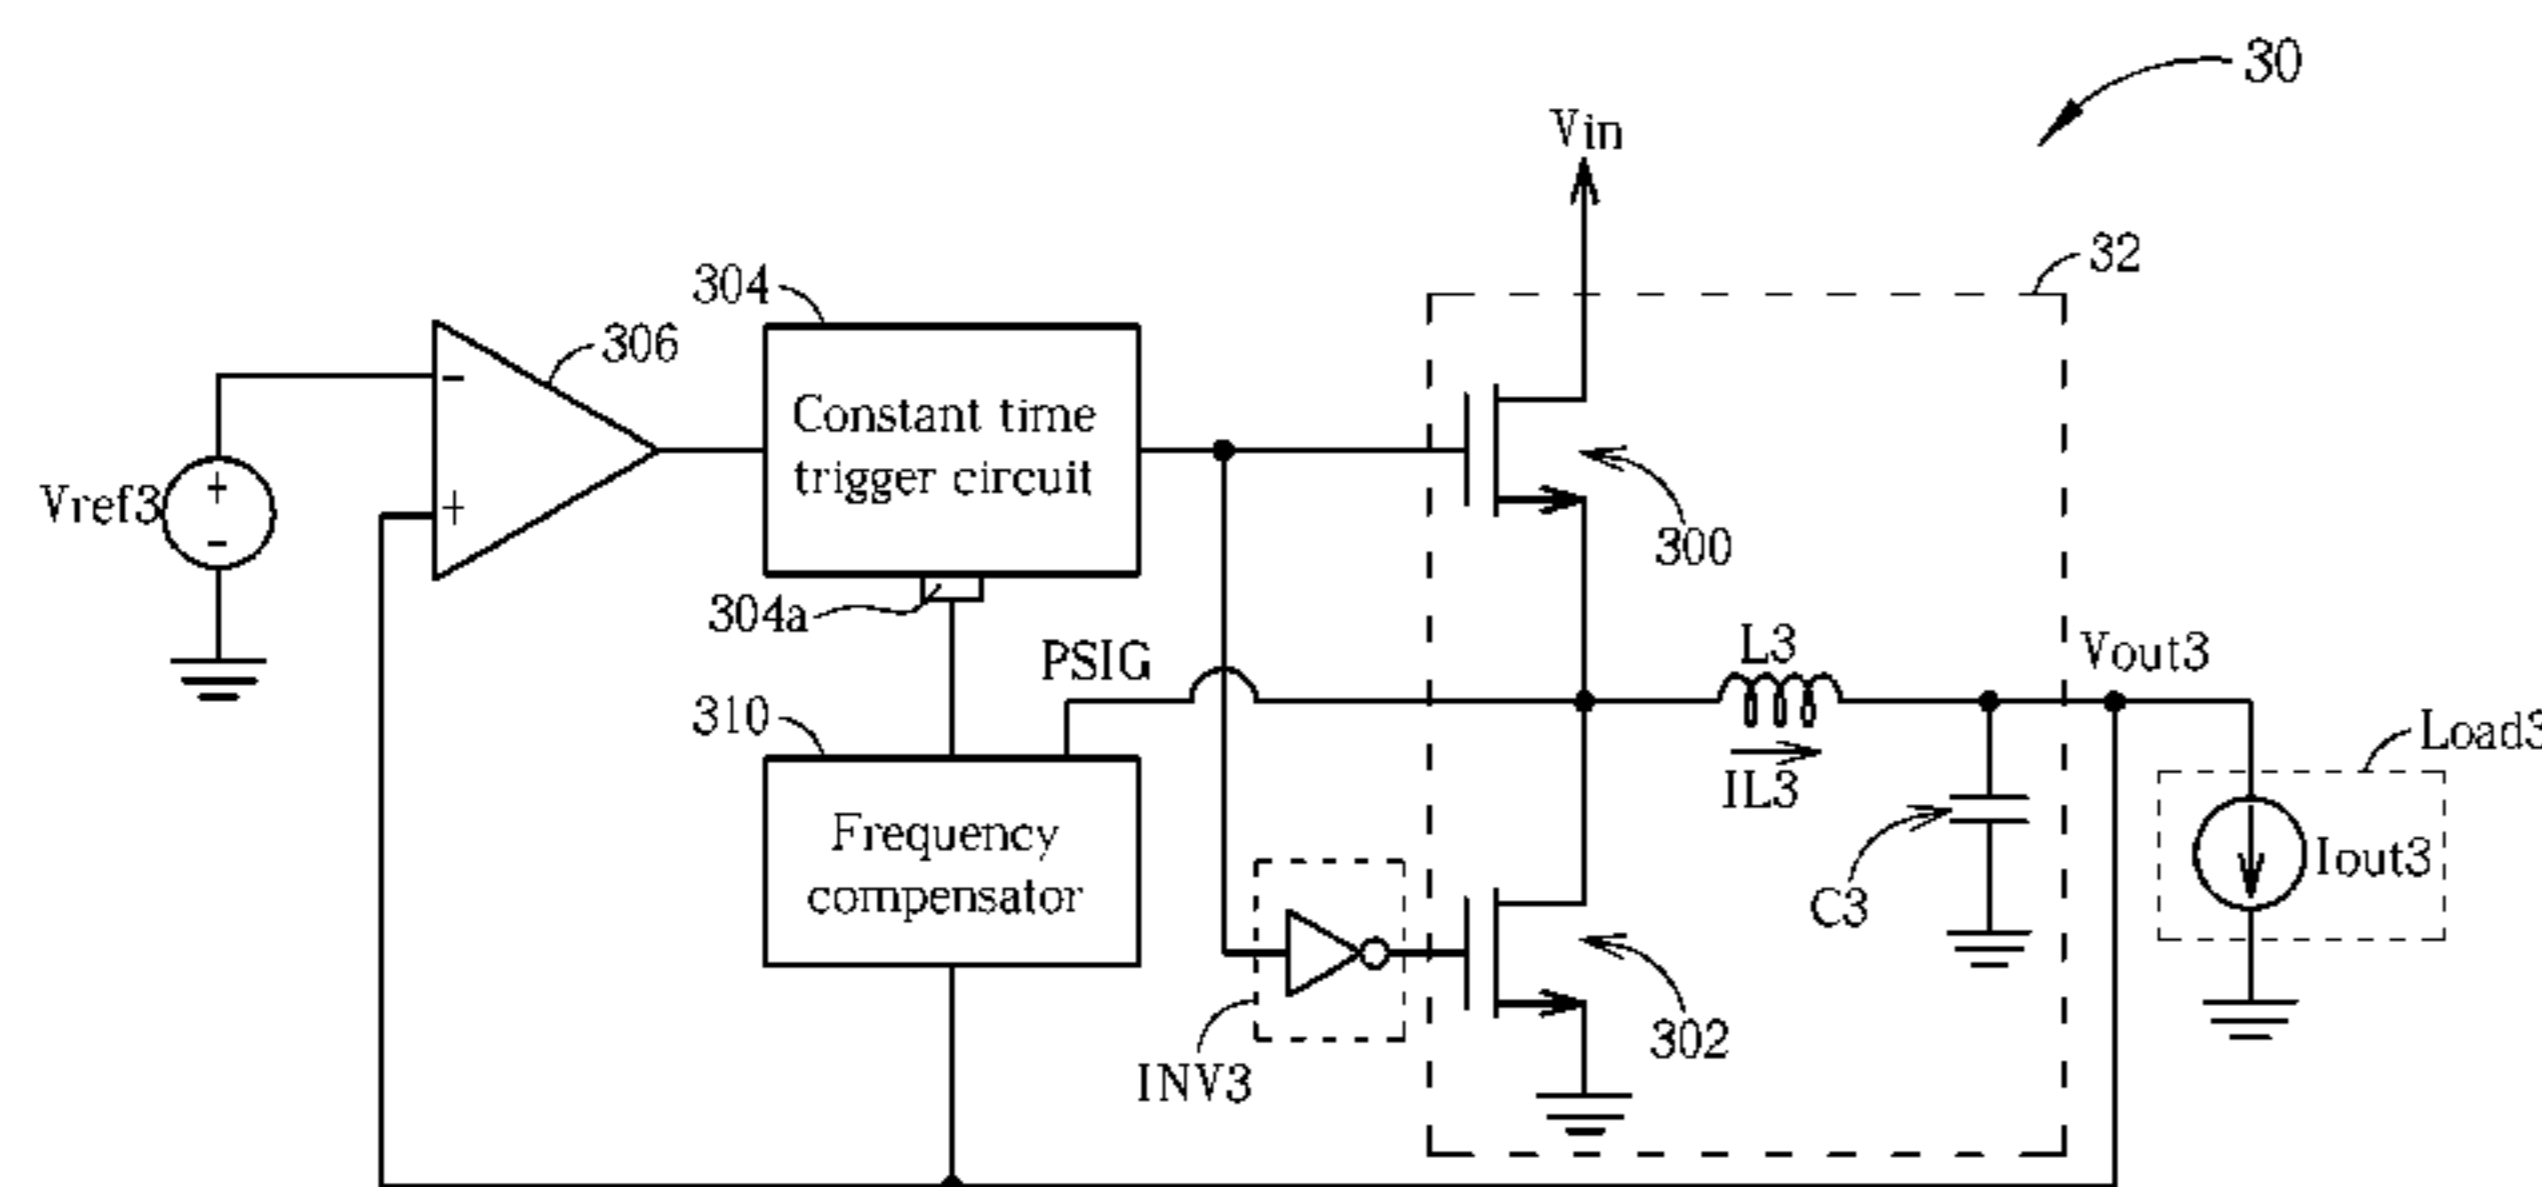 30
Vin
32
304
306
Constant time
trigger circuit
-
+
Vref3
+
-
300
304a
PSIG
L3
Vout3
310
Load3
IL3
Frequency
compensator
C3
Iout3
302
INV3